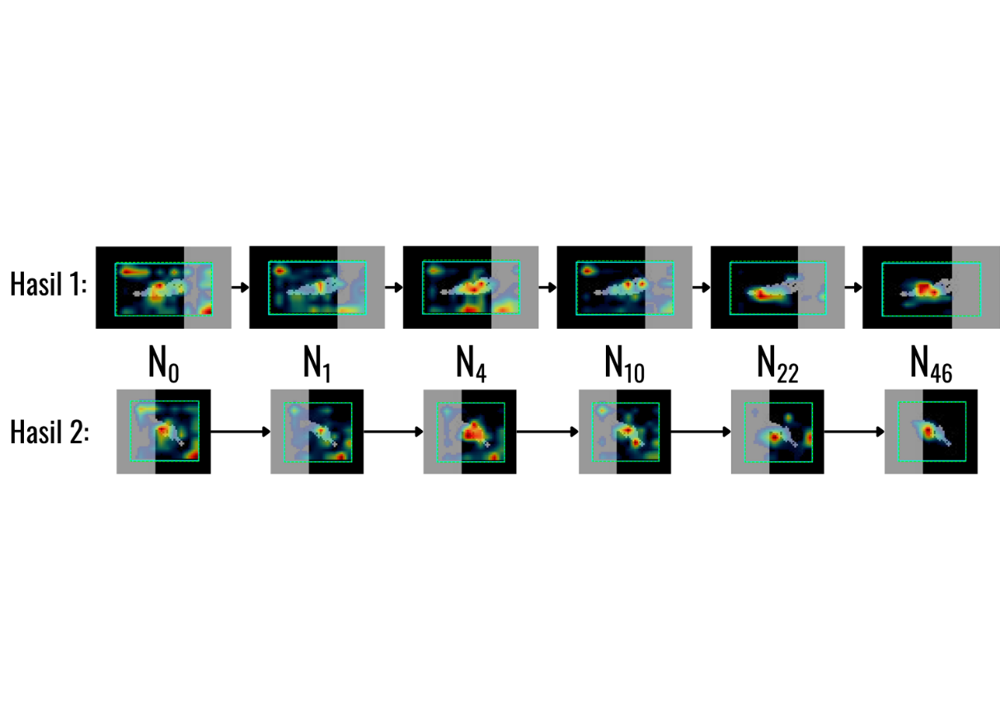 Hasil 1:
N₀ N₁ N₄ N₁₀ N₂₂ N₄₆
Hasil 2: